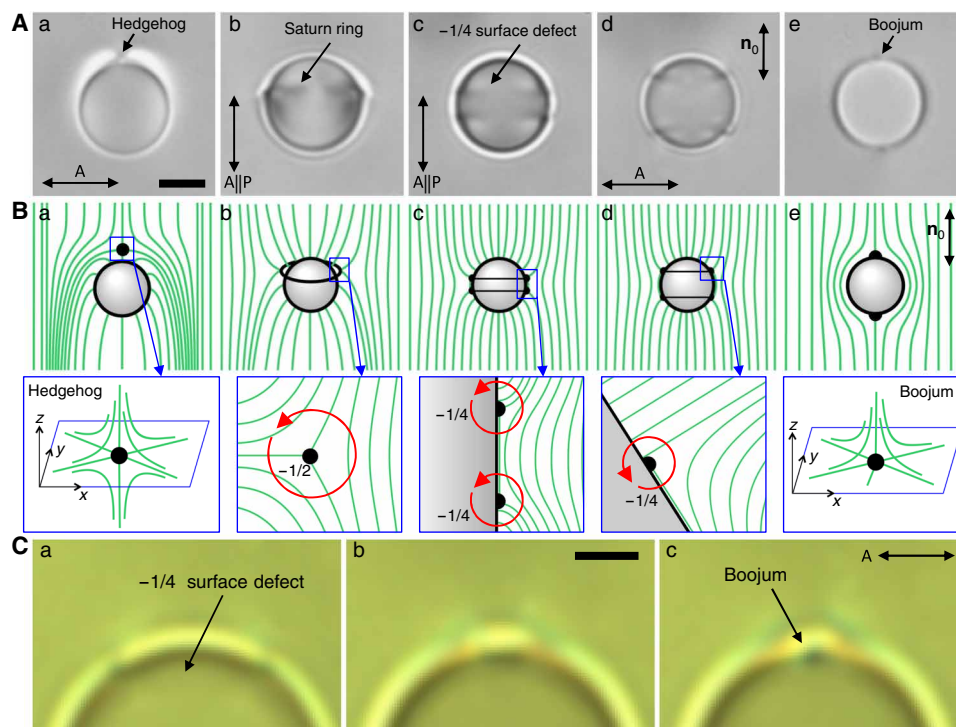 A
a
Hedgehog
A
b
Saturn ring
A||P
c
−1/4 surface defect
A||P
d
n0
A
e
Boojum
B
a
b
c
d
e
n0
Hedgehog
z
y
x
−1/2
−1/4
−1/4
−1/4
Boojum
z
y
x
C
a
−1/4 surface defect
b
c
A
Boojum